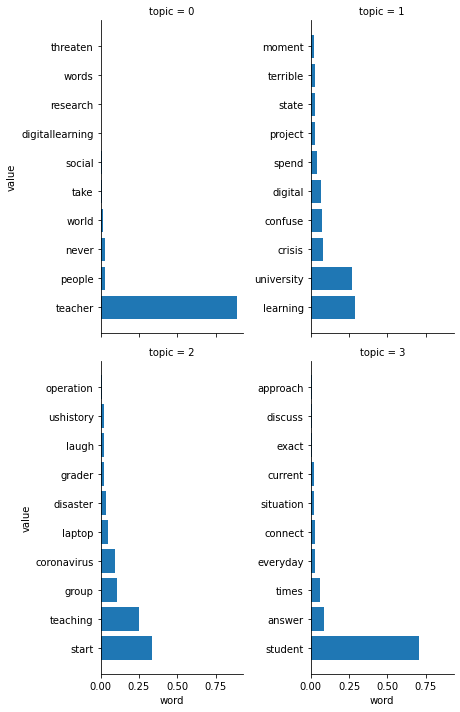 topic = 0
threaten
words
research
digitallearning
social
take
world
never
people
teacher
value
topic = 1
moment
terrible
state
project
spend
digital
confuse
crisis
university
learning
topic = 2
operation
ushistory
laugh
grader
disaster
laptop
coronavirus
group
teaching
start
value
0.00 0.25 0.50 0.75
word
topic = 3
approach
discuss
exact
current
situation
connect
everyday
times
answer
student
0.00 0.25 0.50 0.75
word